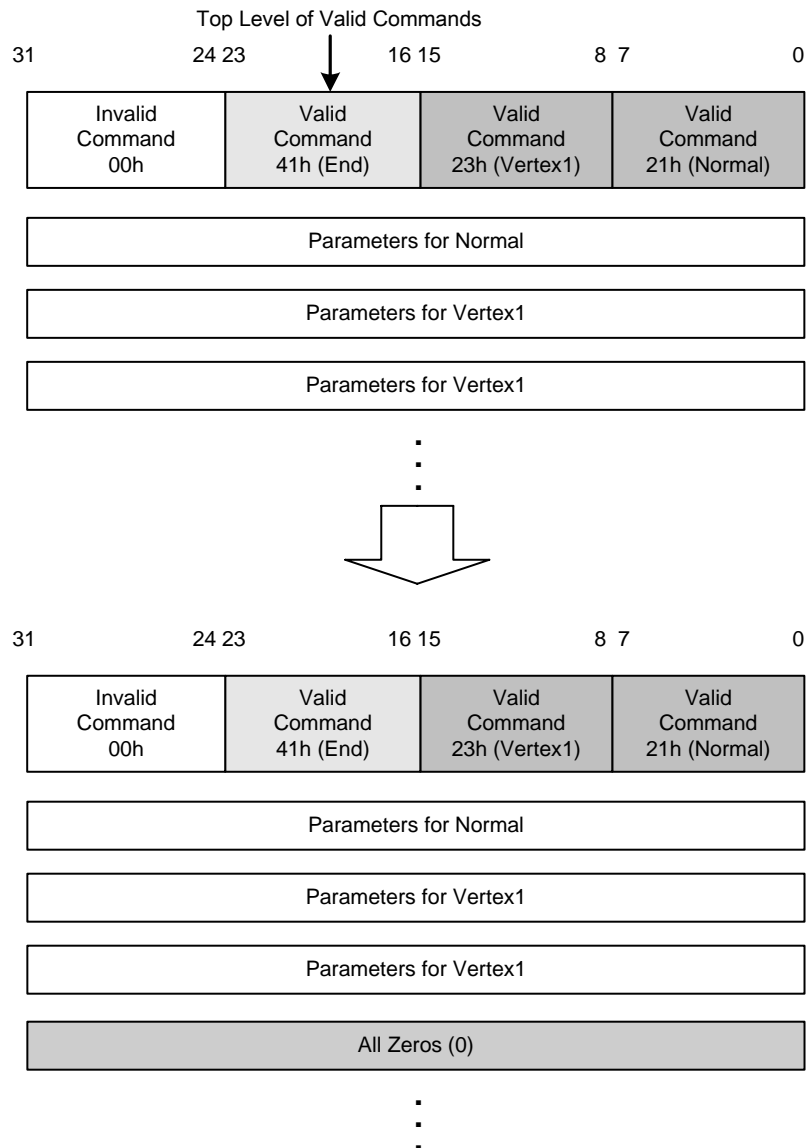 Top Level of Valid Commands
31 24 23 16 15 8 7 0
Invalid Command 00h
Valid Command 41h (End)
Valid Command 23h (Vertex1)
Valid Command 21h (Normal)
Parameters for Normal
Parameters for Vertex1
Parameters for Vertex1
31 24 23 16 15 8 7 0
Invalid Command 00h
Valid Command 41h (End)
Valid Command 23h (Vertex1)
Valid Command 21h (Normal)
Parameters for Normal
Parameters for Vertex1
Parameters for Vertex1
All Zeros (0)